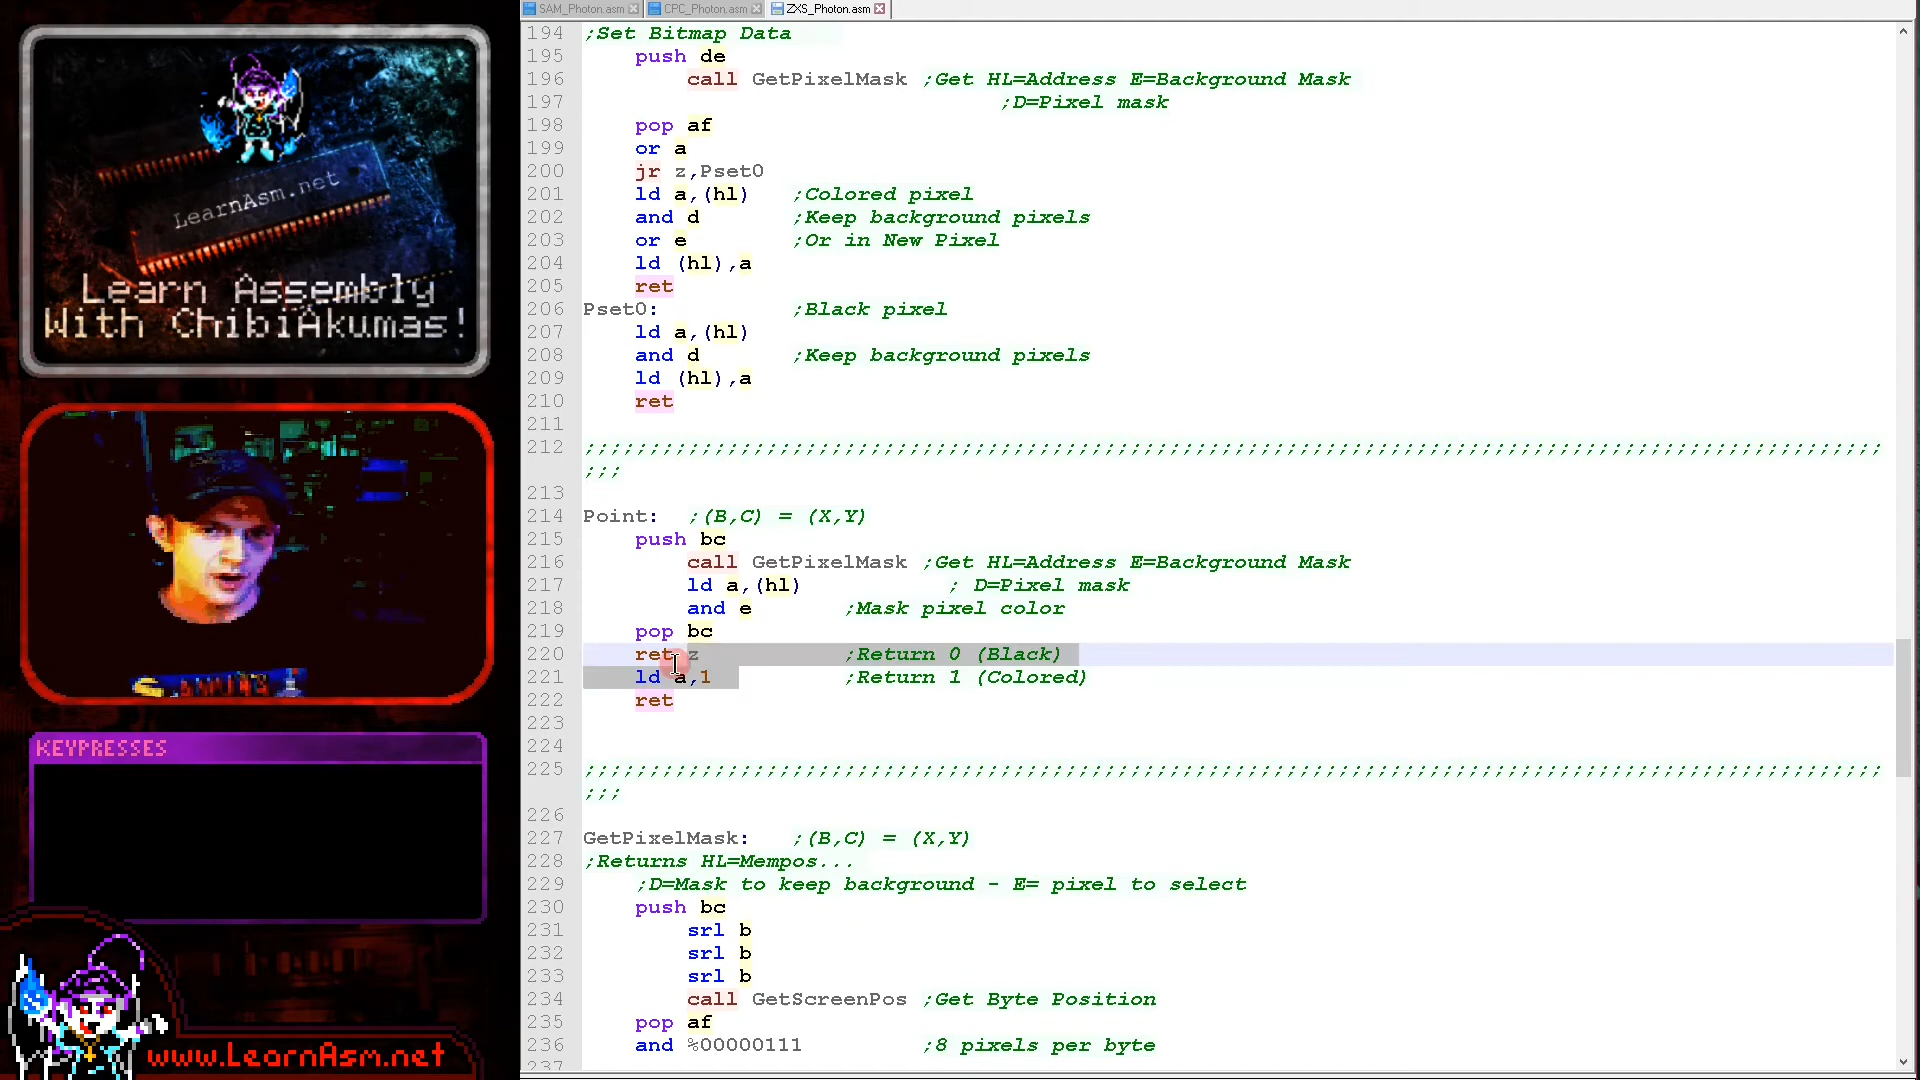 SAM_Photon.asm CPC_Photon.asm ZXS_Photon.asm
LearnAsm.net
Learn Assembly
With ChibiAkumas!
KEYPRESSES
www.LearnAsm.net
194 ;Set Bitmap Data
195 push de
196 call GetPixelMask ;Get HL=Address E=Background Mask
197 ;D=Pixel mask
198 pop af
199 or a
200 jr z,Pset0
201 ld a,(hl) ;Colored pixel
202 and d ;Keep background pixels
203 or e ;Or in New Pixel
204 ld (hl),a
205 ret
206 Pset0: ;Black pixel
207 ld a,(hl)
208 and d ;Keep background pixels
209 ld (hl),a
210 ret
211
212 ;;;;;;;;;;;;;;;;;;;;;;;;;;;;;;;;;;;;;;;;;;;;;;;;;;;;;;;;;;;;;;;;;;;;;;;;;;;;;;;;;;;;;;;;;;;;;;;;;;;;
;;;
213
214 Point: ;(B,C) = (X,Y)
215 push bc
216 call GetPixelMask ;Get HL=Address E=Background Mask
217 ld a,(hl) ; D=Pixel mask
218 and e ;Mask pixel color
219 pop bc
220 ret z ;Return 0 (Black)
221 ld a,1 ;Return 1 (Colored)
222 ret
223
224
225 ;;;;;;;;;;;;;;;;;;;;;;;;;;;;;;;;;;;;;;;;;;;;;;;;;;;;;;;;;;;;;;;;;;;;;;;;;;;;;;;;;;;;;;;;;;;;;;;;;;;;
;;;
226
227 GetPixelMask: ;(B,C) = (X,Y)
228 ;Returns HL=Mempos...
229 ;D=Mask to keep background - E= pixel to select
230 push bc
231 srl b
232 srl b
233 srl b
234 call GetScreenPos ;Get Byte Position
235 pop af
236 and %00000111 ;8 pixels per byte
237